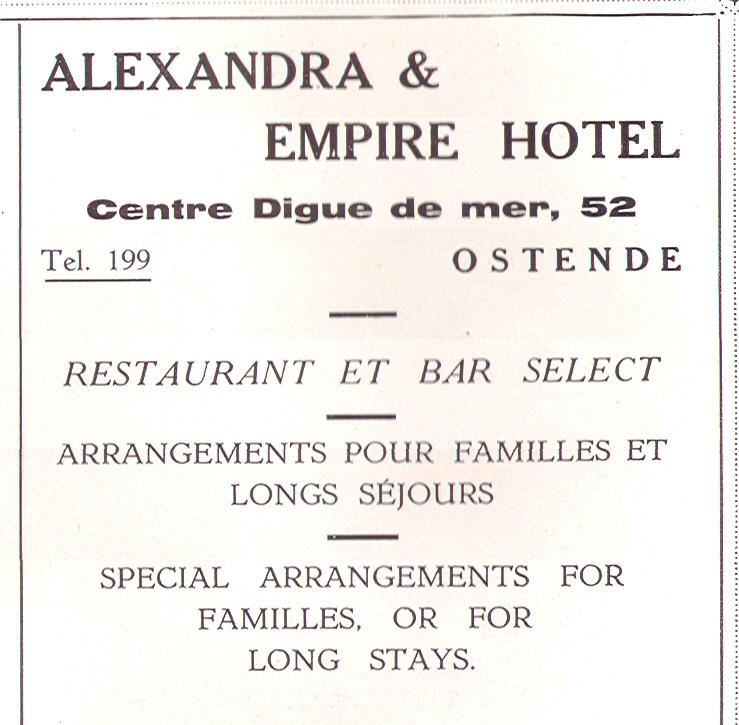 ALEXANDRA &
EMPIRE HOTEL
Centre Digue de mer, 52
Tel. 199 OSTENDE
RESTAURANT ET BAR SELECT
ARRANGEMENTS POUR FAMILLES ET
LONGS SÉJOURS
SPECIAL ARRANGEMENTS FOR
FAMILLES, OR FOR
LONG STAYS.